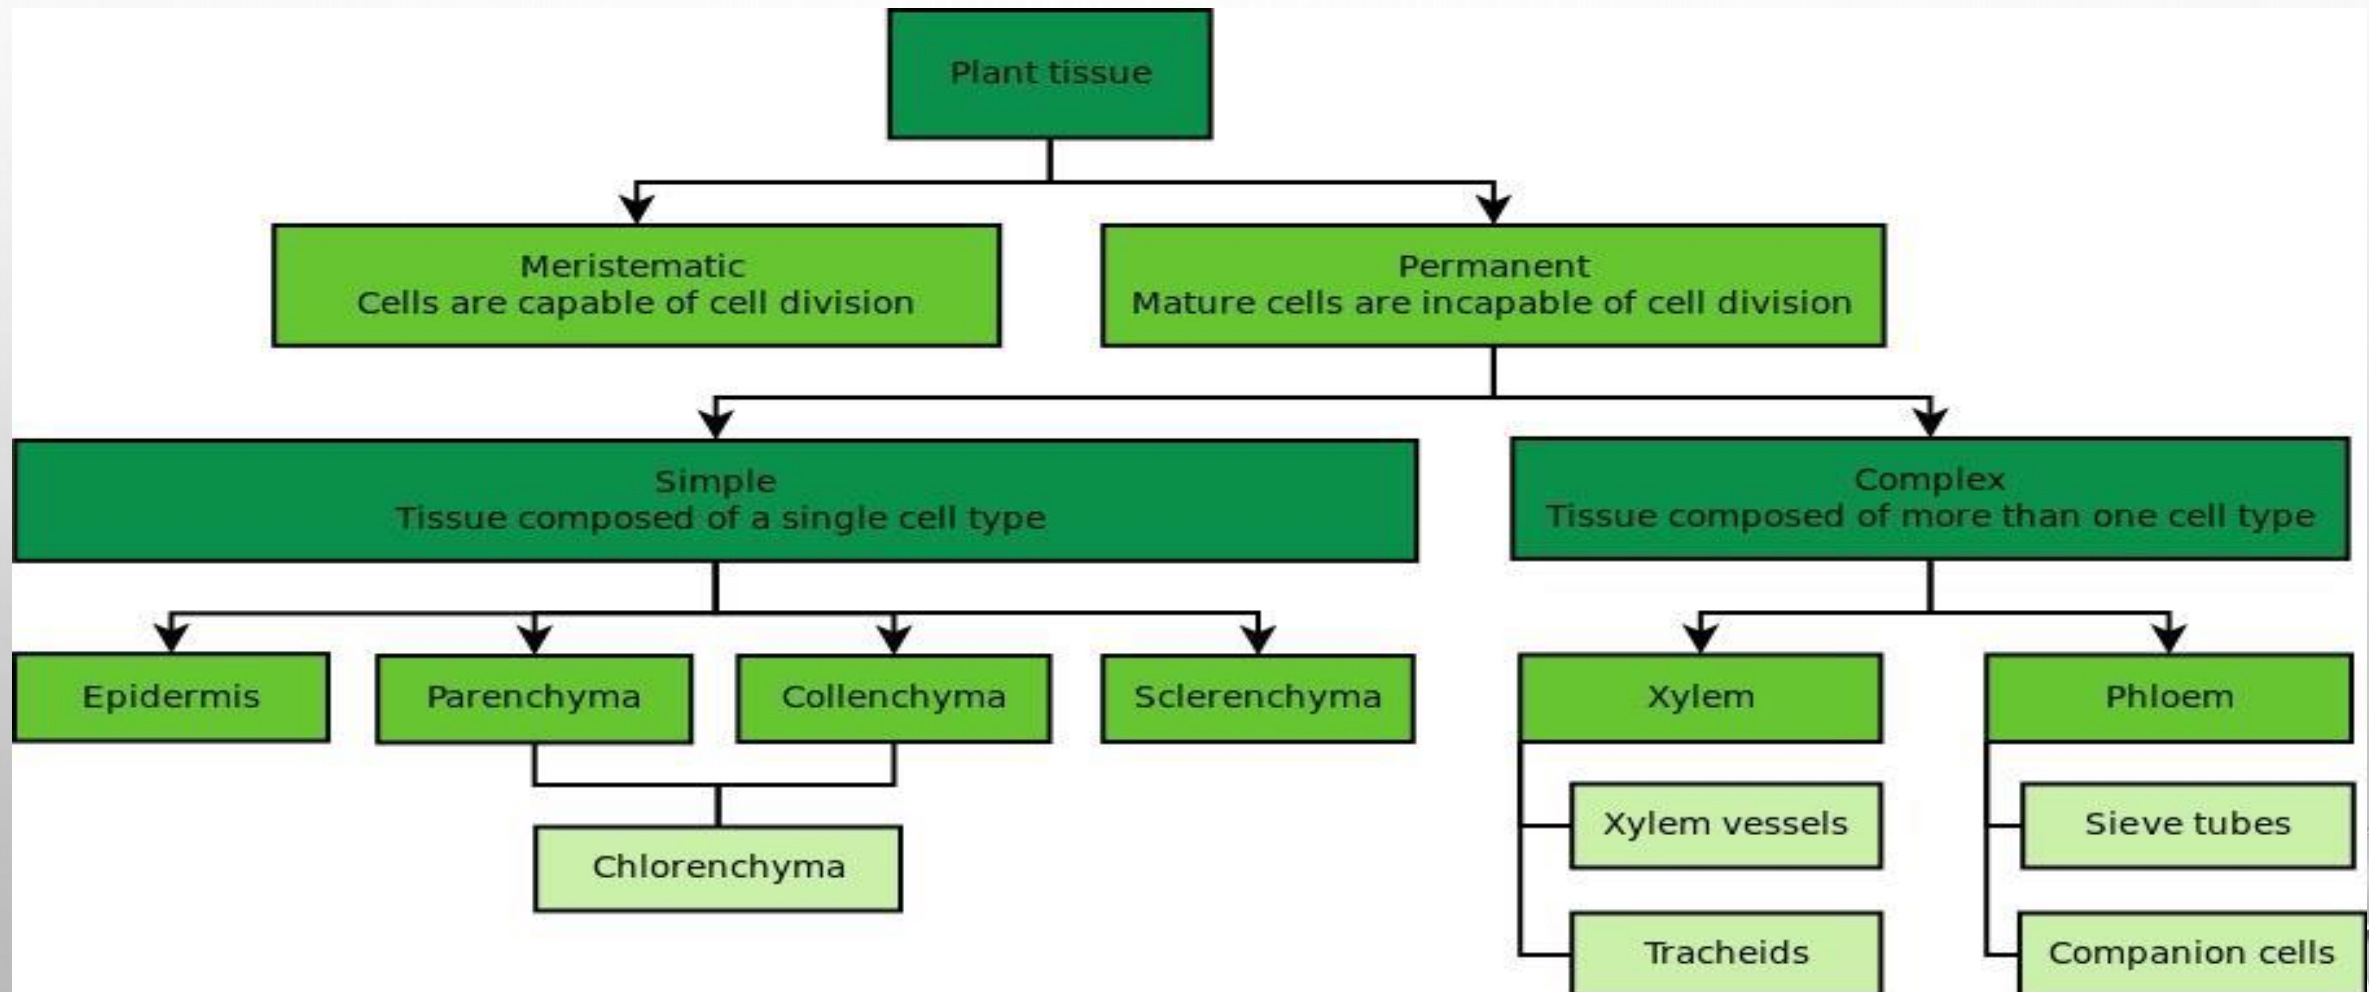 Plant tissue
Meristematic
Cells are capable of cell division
Permanent
Mature cells are incapable of cell division
Simple
Tissue composed of a single cell type
Complex
Tissue composed of more than one cell type
Epidermis
Parenchyma
Collenchyma
Sclerenchyma
Xylem
Phloem
Chlorenchyma
Xylem vessels
Sieve tubes
Tracheids
Companion cells